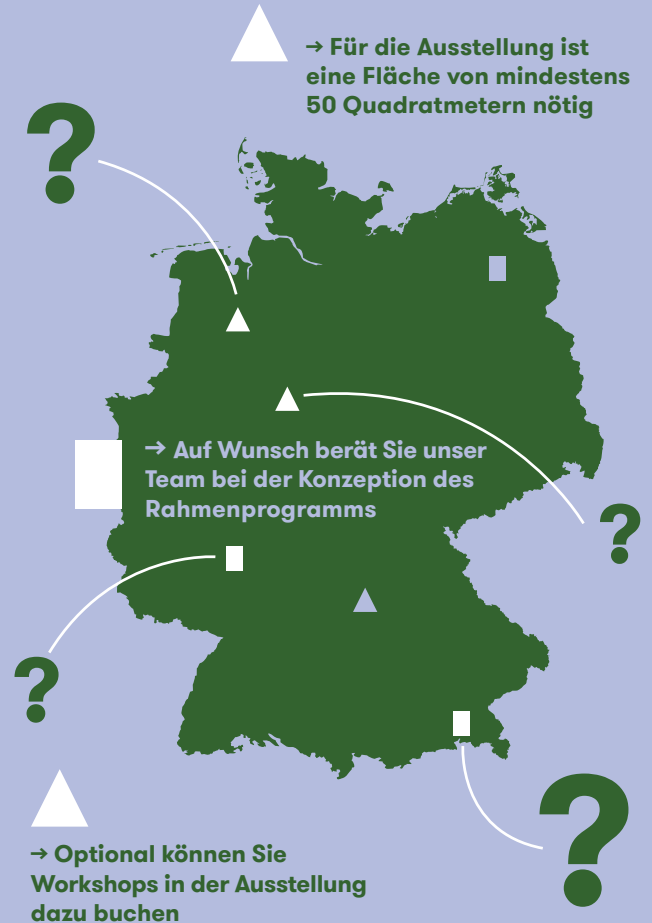 → Für die Ausstellung ist
eine Fläche von mindestens
50 Quadratmetern nötig
?
→ Auf Wunsch berät Sie unser
Team bei der Konzeption des
Rahmenprogramms
?
?
?
→ Optional können Sie
Workshops in der Ausstellung
dazu buchen